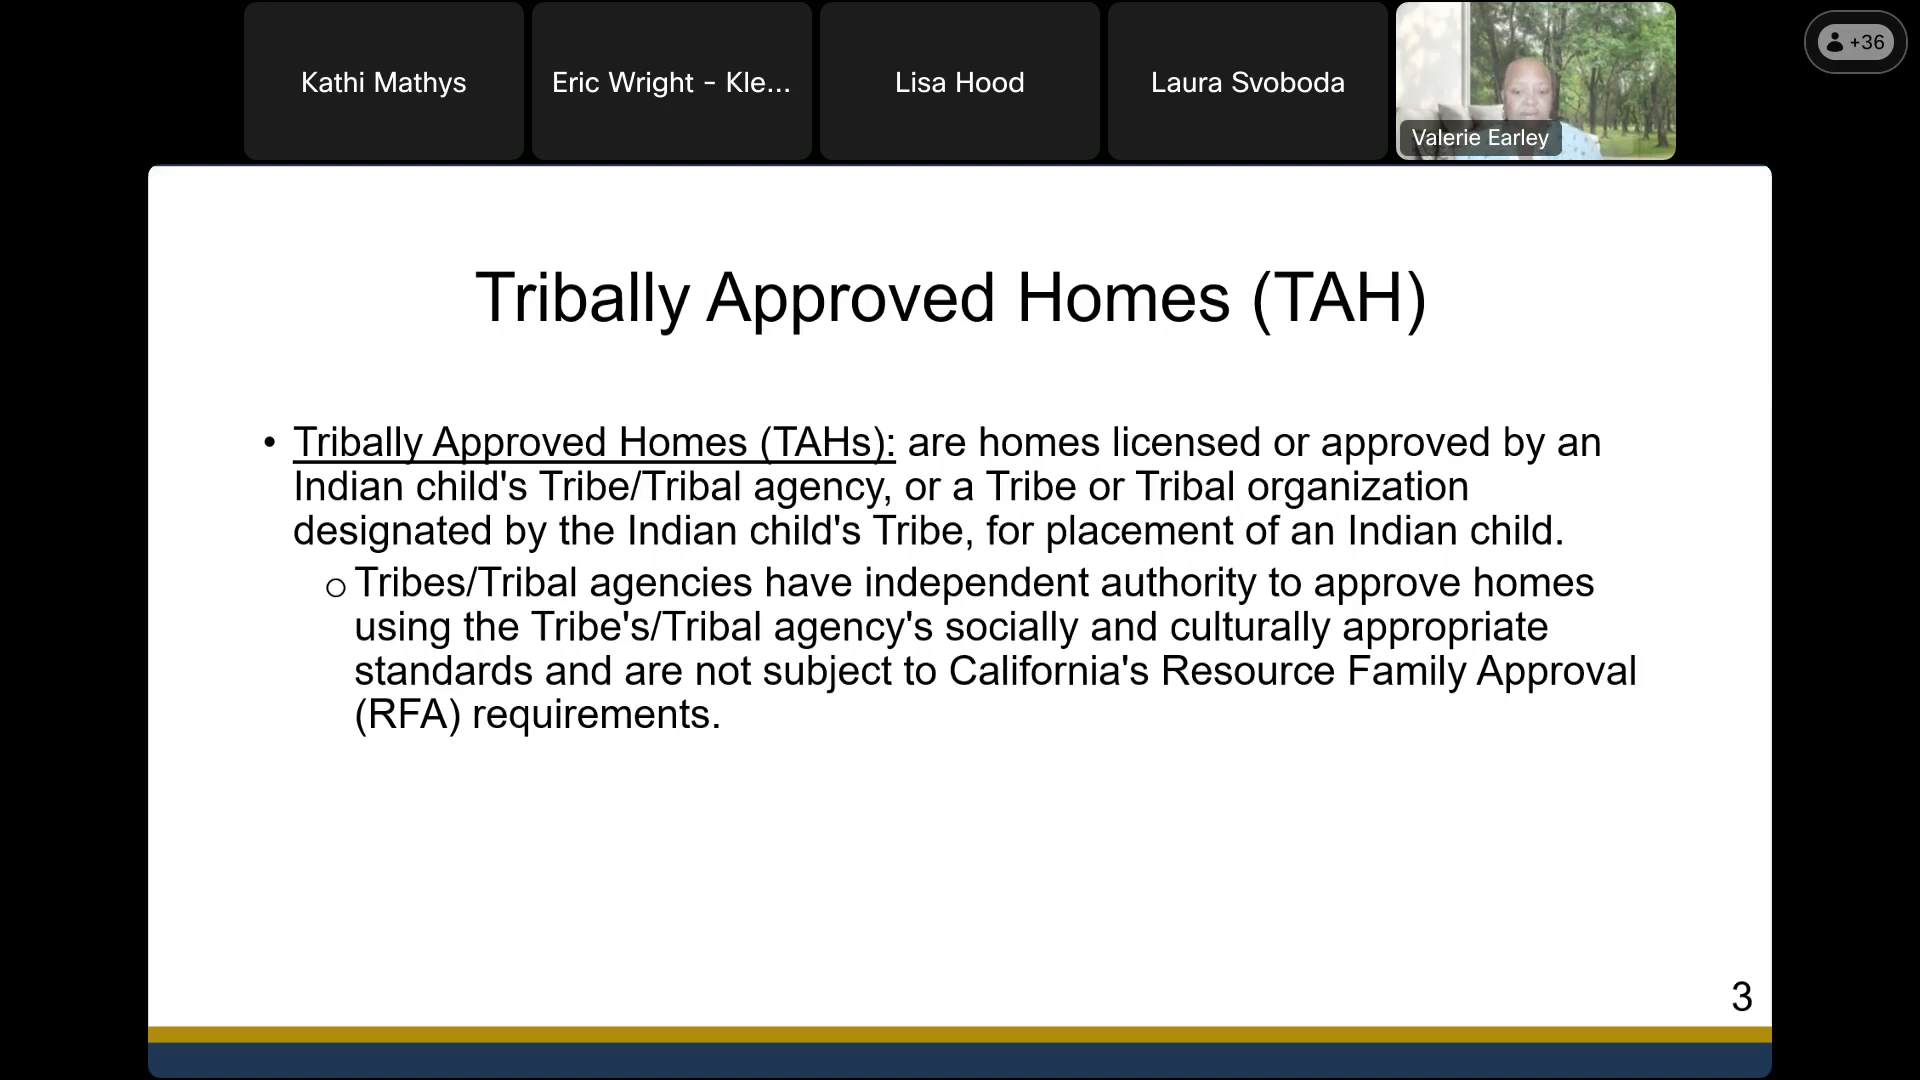 Kathi Mathys
Eric Wright - Kle...
Lisa Hood
Laura Svoboda
Valerie Earley
+36
Tribally Approved Homes (TAH)
• Tribally Approved Homes (TAHs): are homes licensed or approved by an
Indian child's Tribe/Tribal agency, or a Tribe or Tribal organization
designated by the Indian child's Tribe, for placement of an Indian child.
o Tribes/Tribal agencies have independent authority to approve homes
using the Tribe's/Tribal agency's socially and culturally appropriate
standards and are not subject to California's Resource Family Approval
(RFA) requirements.
3